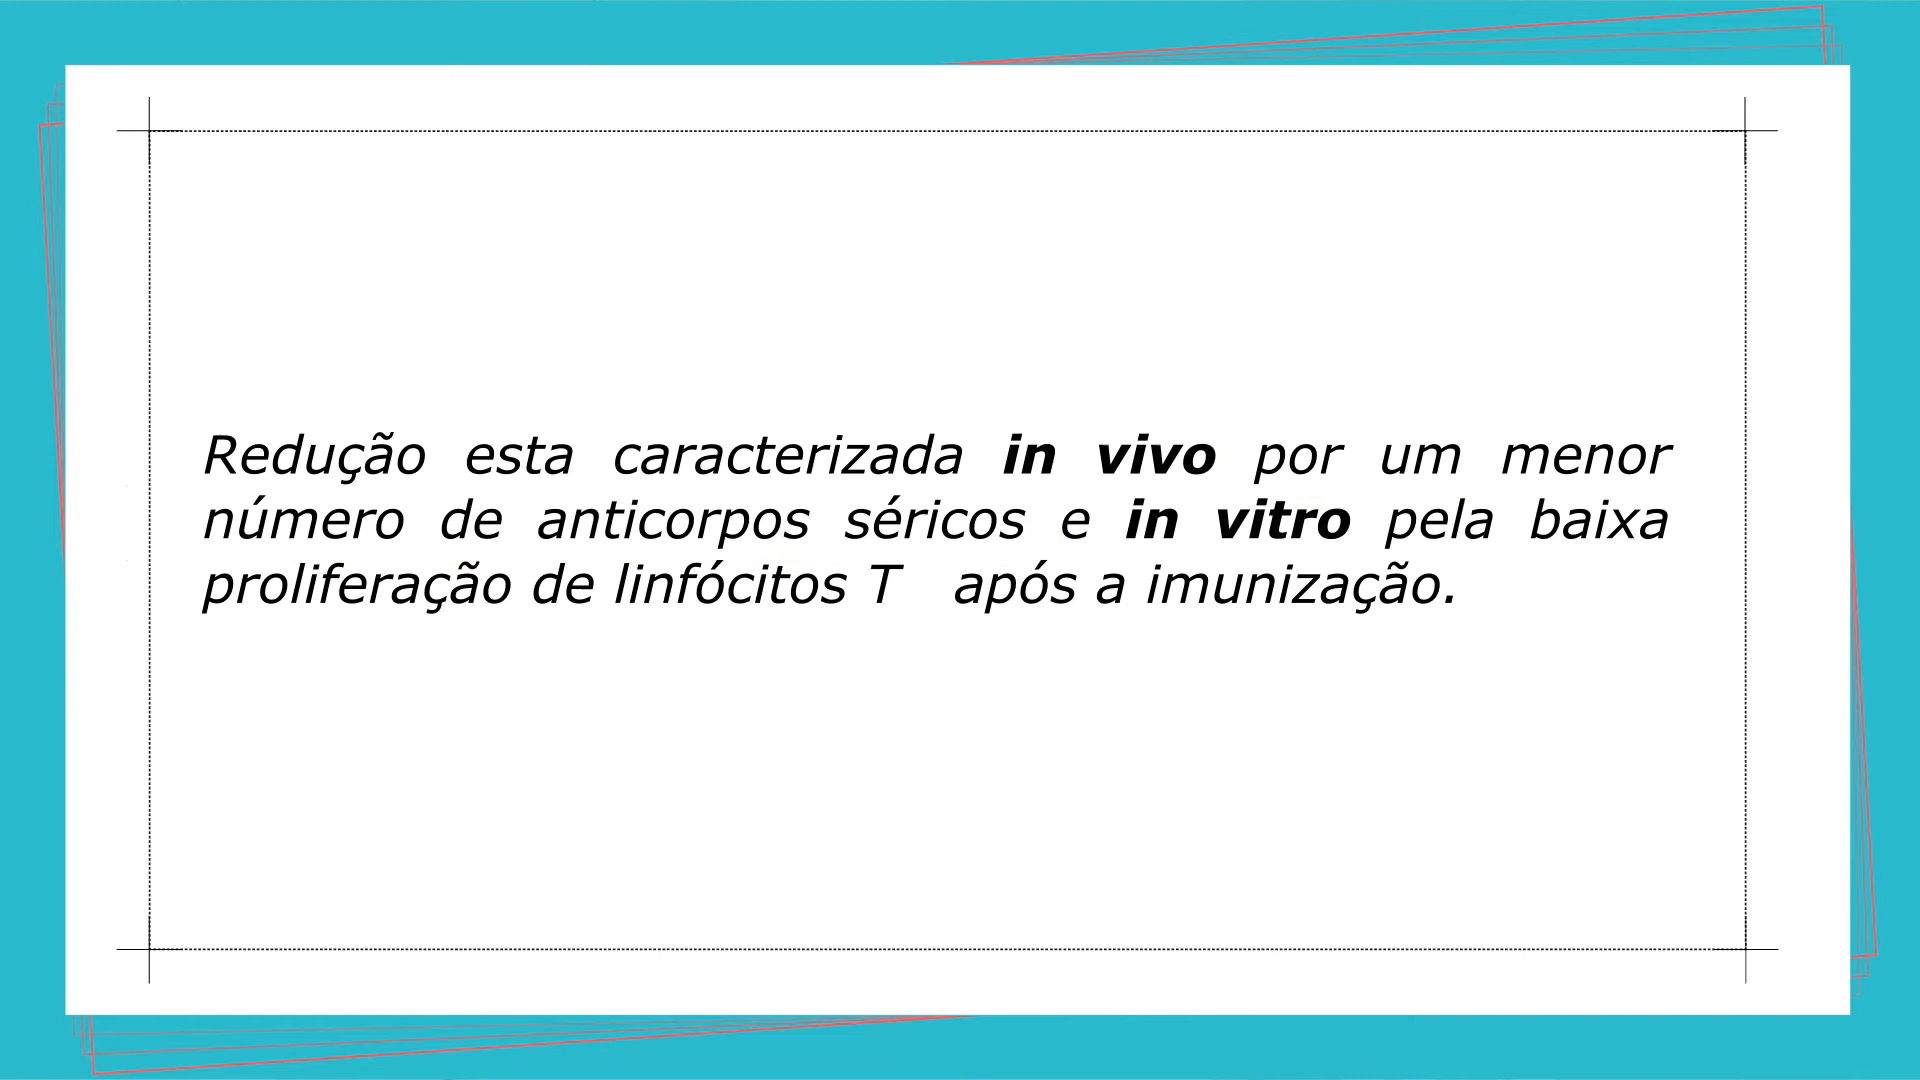 Redução esta caracterizada in vivo por um menor
número de anticorpos séricos e in vitro pela baixa
proliferação de linfócitos T após a imunização.